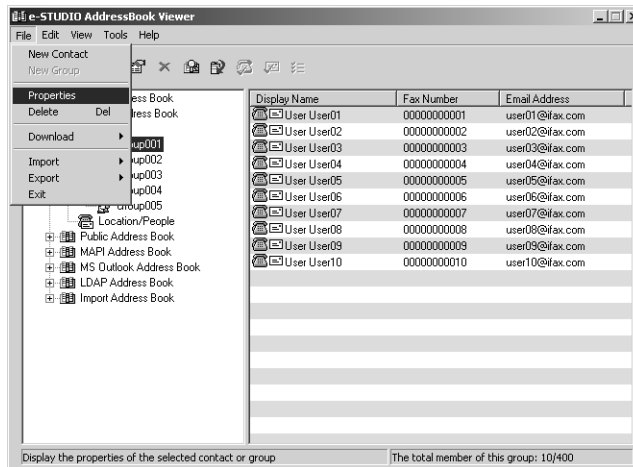 e-STUDIO AddressBook Viewer
File Edit View Tools Help
New Contact
New Group
Properties
Delete Del
Download
Import
Export
Exit
ess Book
ress Book
up001
up002
up003
up004
Group005
Location/People
Public Address Book
MAPI Address Book
MS Outlook Address Book
LDAP Address Book
Import Address Book
Display Name Fax Number Email Address
User User01 00000000001 user01@ifax.com
User User02 00000000002 user02@ifax.com
User User03 00000000003 user03@ifax.com
User User04 00000000004 user04@ifax.com
User User05 00000000005 user05@ifax.com
User User06 00000000006 user06@ifax.com
User User07 00000000007 user07@ifax.com
User User08 00000000008 user08@ifax.com
User User09 00000000009 user09@ifax.com
User User10 00000000010 user10@ifax.com
Display the properties of the selected contact or group
The total member of this group: 10/400